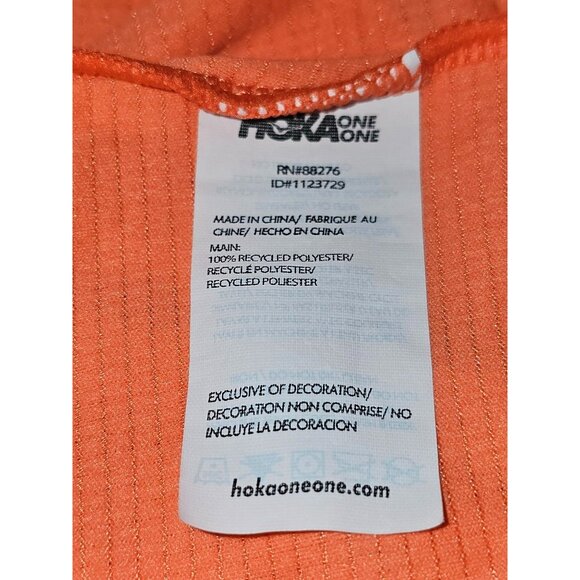 HOKA ONE ONE
RN#88276
ID#1123729
MADE IN CHINA/ FABRIQUE AU
CHINE/ HECHO EN CHINA
MAIN:
100% RECYCLED POLYESTER/
RECYCLÉ POLYESTER/
RECYCLED POLIESTER
EXCLUSIVE OF DECORATION/
DECORATION NON COMPRISE/ NO
INCLUYE LA DECORACION
hokaoneone.com